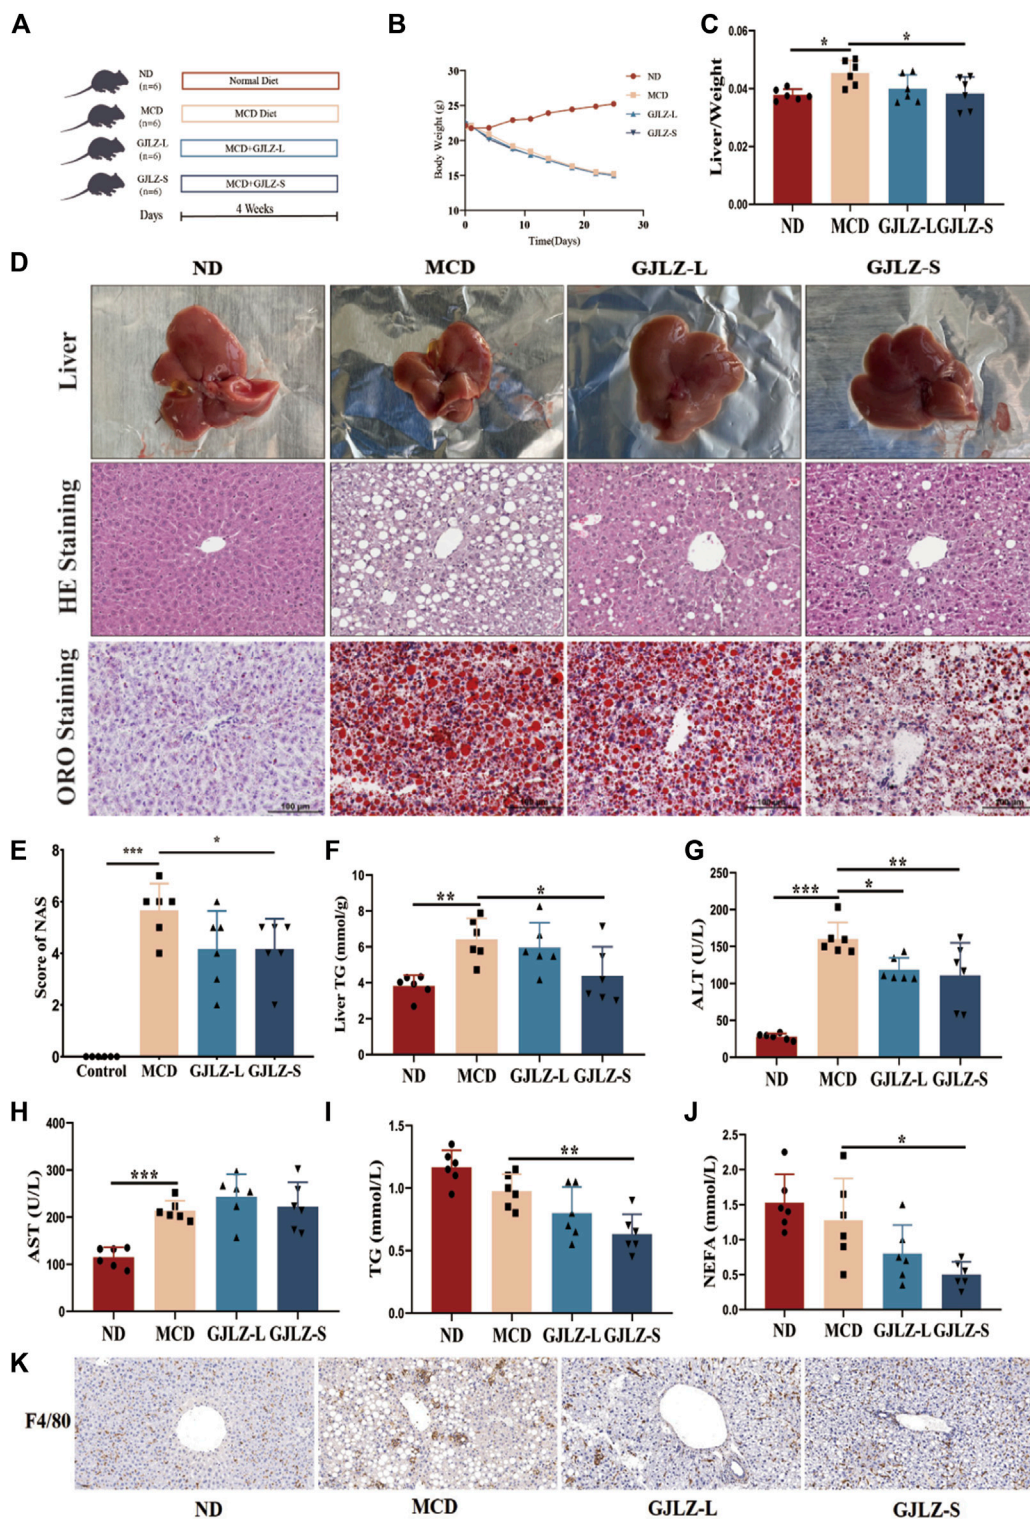 A
ND
(n=6)
Normal Diet
MCD
(n=6)
MCD Diet
GJLZ-L
(n=6)
MCD+GJLZ-L
GJLZ-S
(n=6)
MCD+GJLZ-S
Days
4 Weeks
B
Body Weight (g)
30
25
20
15
10
0
10
20
30
Time(Days)
ND
MCD
GJLZ-L
GJLZ-S
C
Liver/Weight
0.06
0.04
0.02
0.00
*
*
ND MCD GJLZ-L GJLZ-S
D
ND MCD GJLZ-L GJLZ-S
Liver
HE Staining
ORO Staining
100 μm
100 μm
100 μm
100 μm
E
Score of NAS
8
6
4
2
0
***
*
Control MCD GJLZ-L GJLZ-S
F
Liver TG (mmol/g)
10
8
6
4
2
0
**
*
ND MCD GJLZ-L GJLZ-S
G
ALT (U/L)
250
200
150
100
50
0
***
*
**
ND MCD GJLZ-L GJLZ-S
H
AST (U/L)
400
300
200
100
0
***
ND MCD GJLZ-L GJLZ-S
I
TG (mmol/L)
1.5
1.0
0.5
0.0
**
ND MCD GJLZ-L GJLZ-S
J
NEFA (mmol/L)
2.5
2.0
1.5
1.0
0.5
0.0
*
ND MCD GJLZ-L GJLZ-S
K
F4/80
ND MCD GJLZ-L GJLZ-S